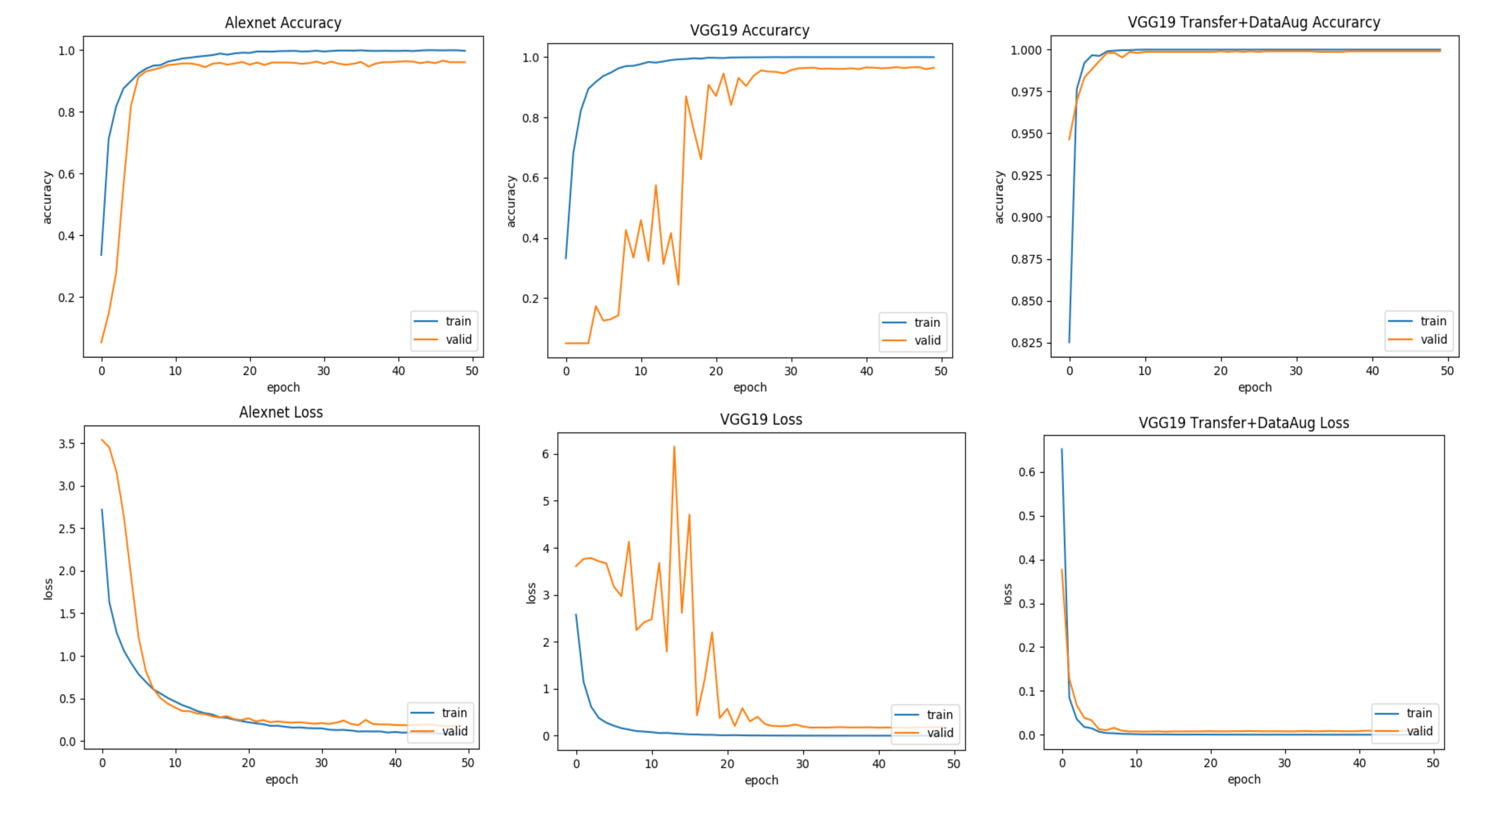 Alexnet Accuracy
1.0
0.8
0.6
0.4
0.2
accuracy
0 10 20 30 40 50
epoch
train
valid
VGG19 Accurarcy
1.0
0.8
0.6
0.4
0.2
accuracy
0 10 20 30 40 50
epoch
train
valid
VGG19 Transfer+DataAug Accurarcy
1.000
0.975
0.950
0.925
0.900
0.875
0.850
0.825
accuracy
0 10 20 30 40 50
epoch
train
valid
Alexnet Loss
3.5
3.0
2.5
2.0
1.5
1.0
0.5
0.0
loss
0 10 20 30 40 50
epoch
train
valid
VGG19 Loss
6
5
4
3
2
1
0
loss
0 10 20 30 40 50
epoch
train
valid
VGG19 Transfer+DataAug Loss
0.6
0.5
0.4
0.3
0.2
0.1
0.0
loss
0 10 20 30 40 50
epoch
train
valid